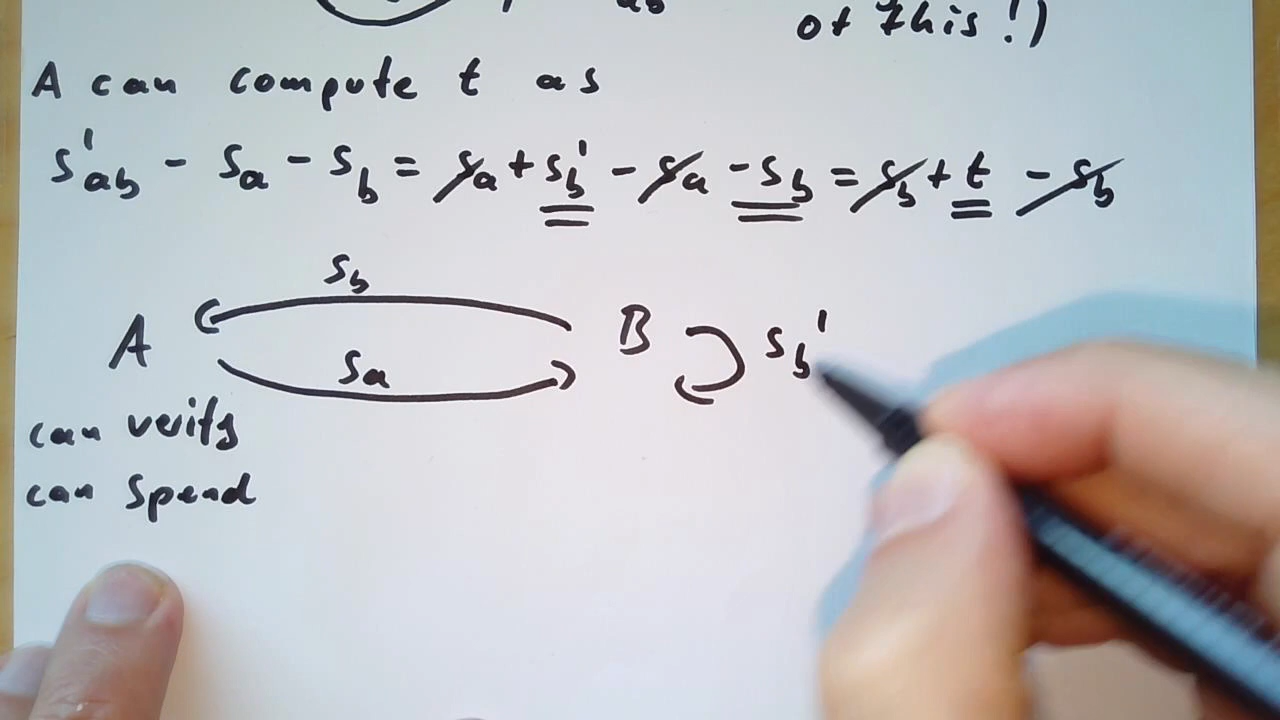 of this!)
A can compute t as
s'ab - sa - sb = sa + s'b - sa - sb = sb + t - sb
sb
A B sb'
sa
can verify
can spend